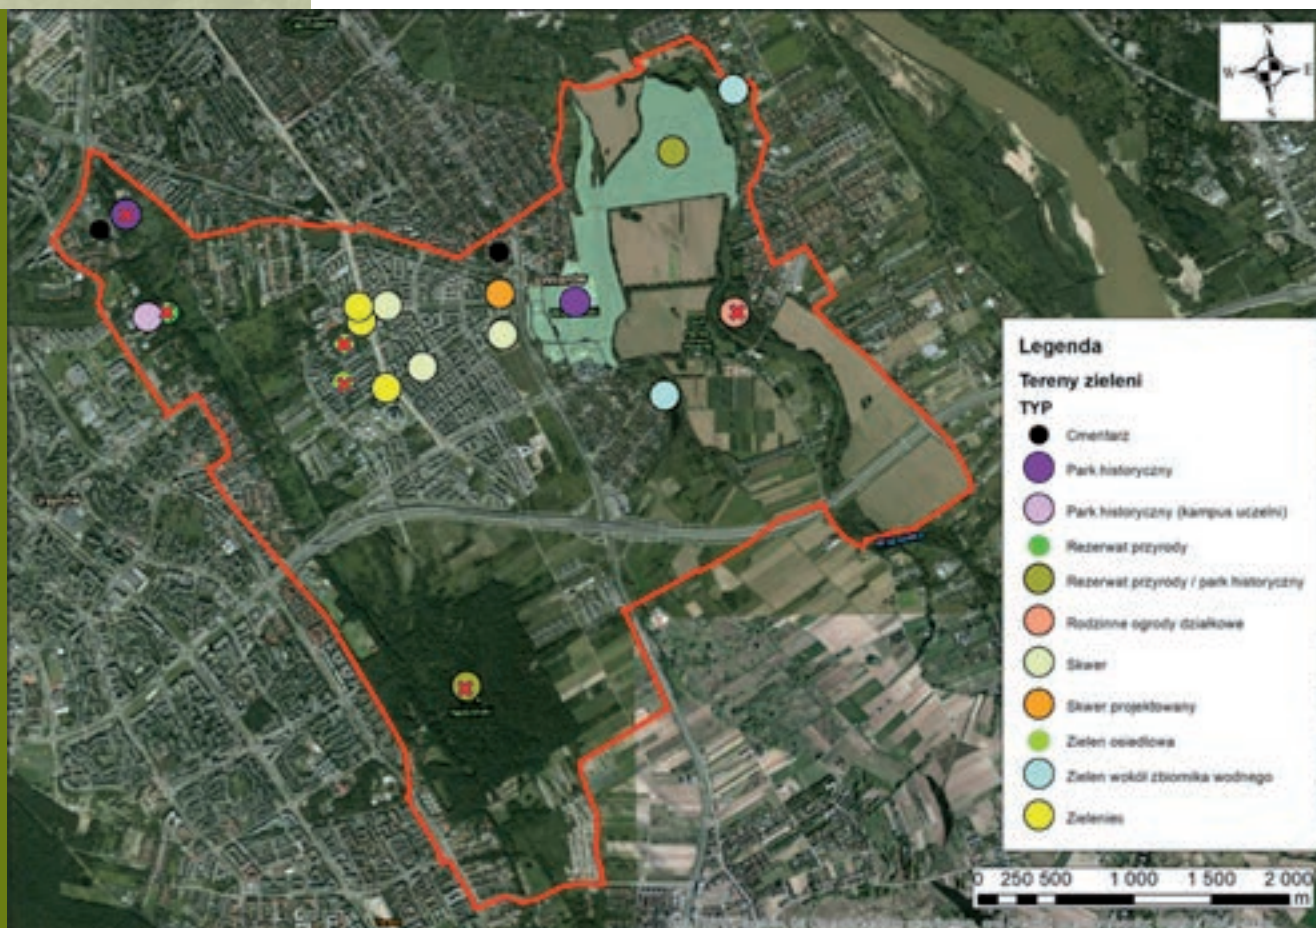 N
W E
Legenda
Tereny zieleni
TYP
Cmentarz
Park historyczny
Park historyczny (kampus uczelni)
Rezerwat przyrody
Rezerwat przyrody / park historyczny
Rodzinne ogrody działkowe
Skwer
Skwer projektowany
Zieleń osiedlowa
Zieleń wokół zbiornika wodnego
Zieleniec
0 250 500 1 000 1 500 2 000
m